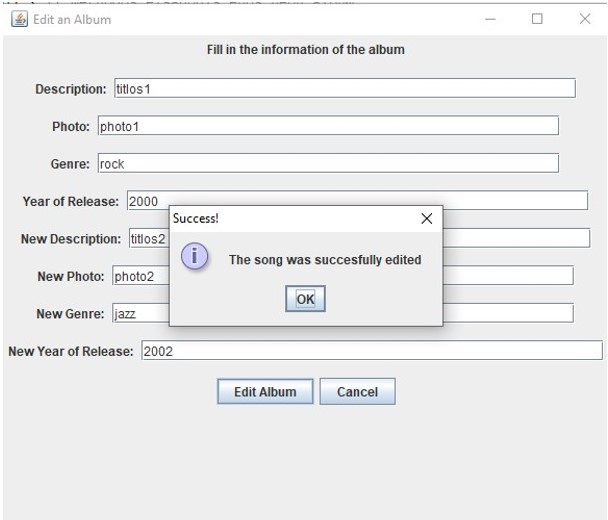 Edit an Album
Fill in the information of the album
Description: titlos1
Photo: photo1
Genre: rock
Year of Release: 2000
Success!
New Description: titlos2
The song was succesfully edited
New Photo: photo2
OK
New Genre: jazz
New Year of Release: 2002
Edit Album Cancel